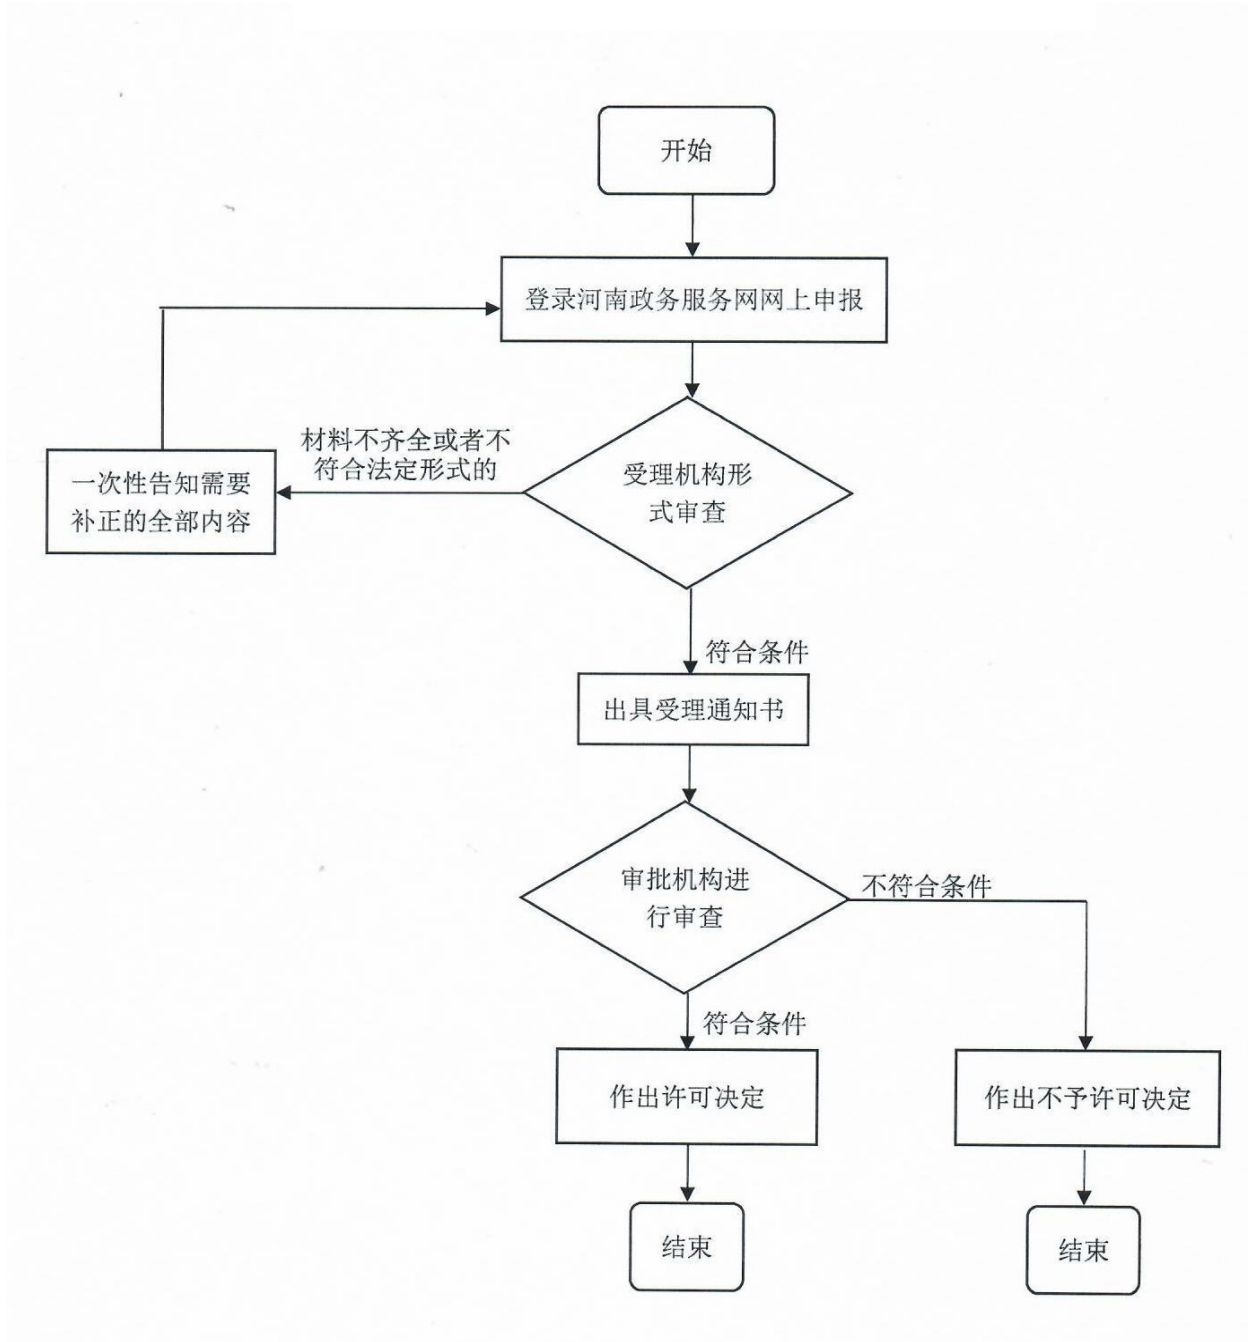 开始
登录河南政务服务网网上申报
材料不齐全或者不
符合法定形式的
受理机构形
式审查
一次性告知需要
补正的全部内容
符合条件
出具受理通知书
审批机构进
行审查
不符合条件
符合条件
作出许可决定
作出不予许可决定
结束
结束